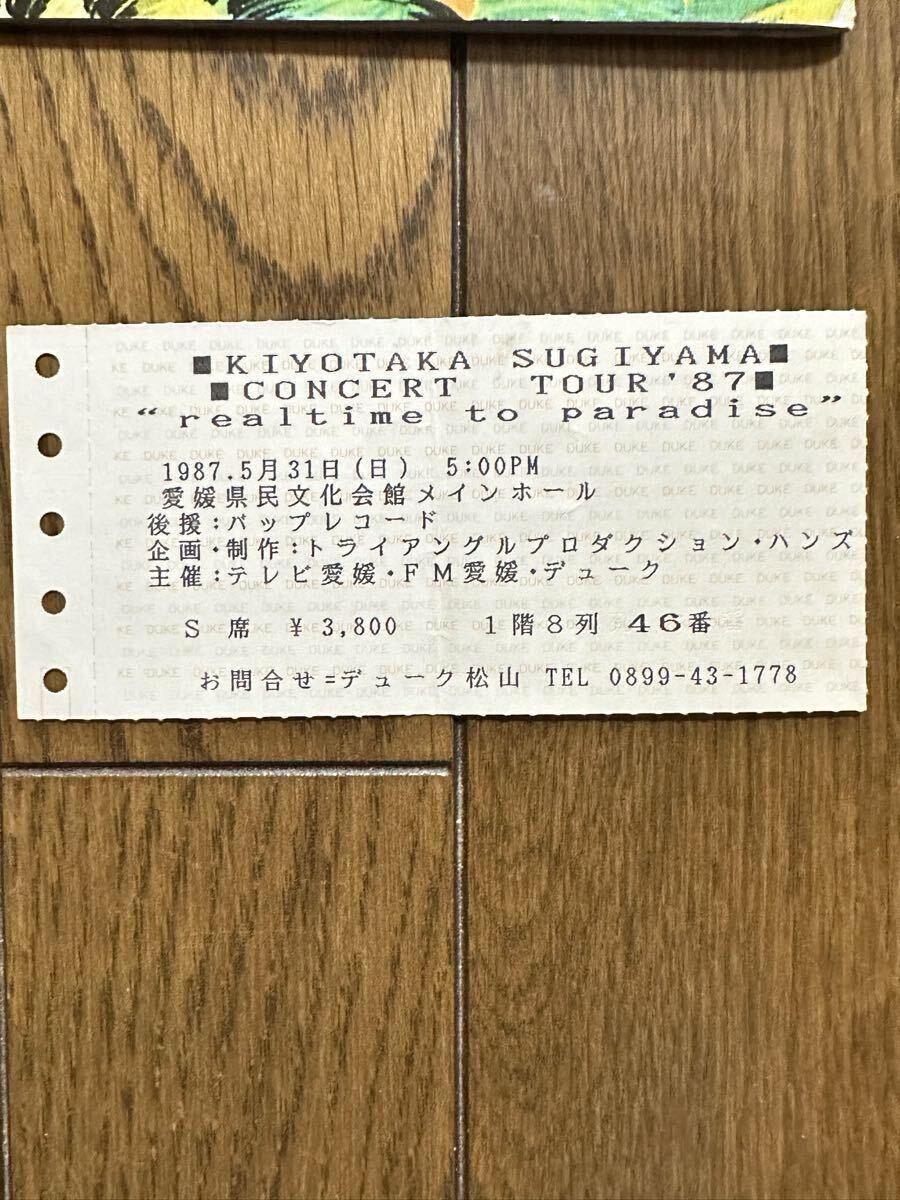 ■KIYOTAKA SUGIYAMA■
■CONCERT TOUR '87■
“realtime to paradise”
1987.5月31日(日) 5:00PM
愛媛県民文化会館メインホール
後援:バップレコード
企画・制作:トライアングルプロダクション・ハンズ
主催:テレビ愛媛・FM愛媛・デューク
S席 ¥3,800 1階8列 46番
お問合せ=デューク松山 TEL 0899-43-1778